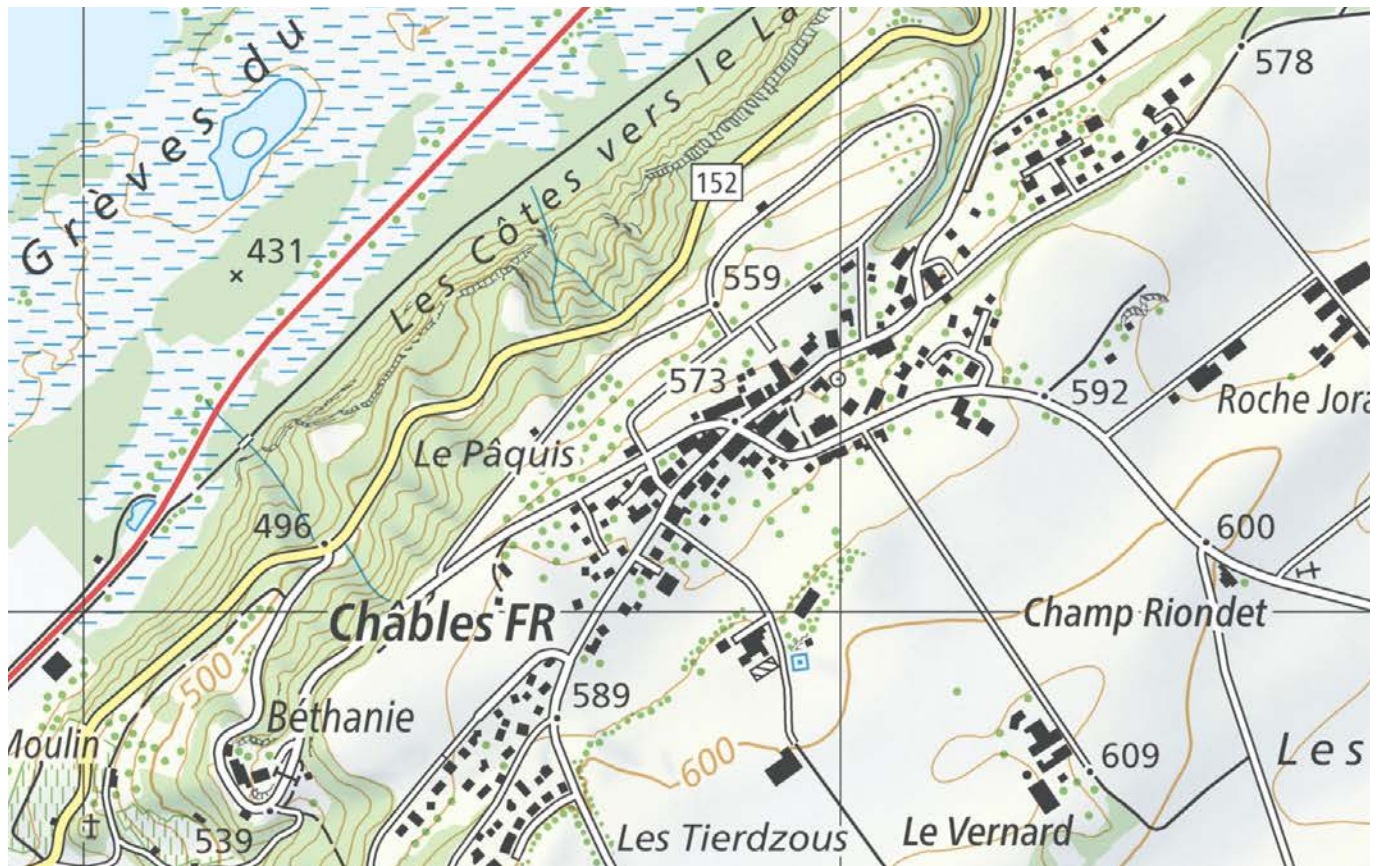 Grèves du
Les Côtes vers le La
578
152
431
559
573
592
Roche Jora
Le Pâquis
496
600
Châbles FR
Champ Riondet
500
589
Béthanie
Moulin
600
609
Les
539
Les Tierdzous
Le Vernard